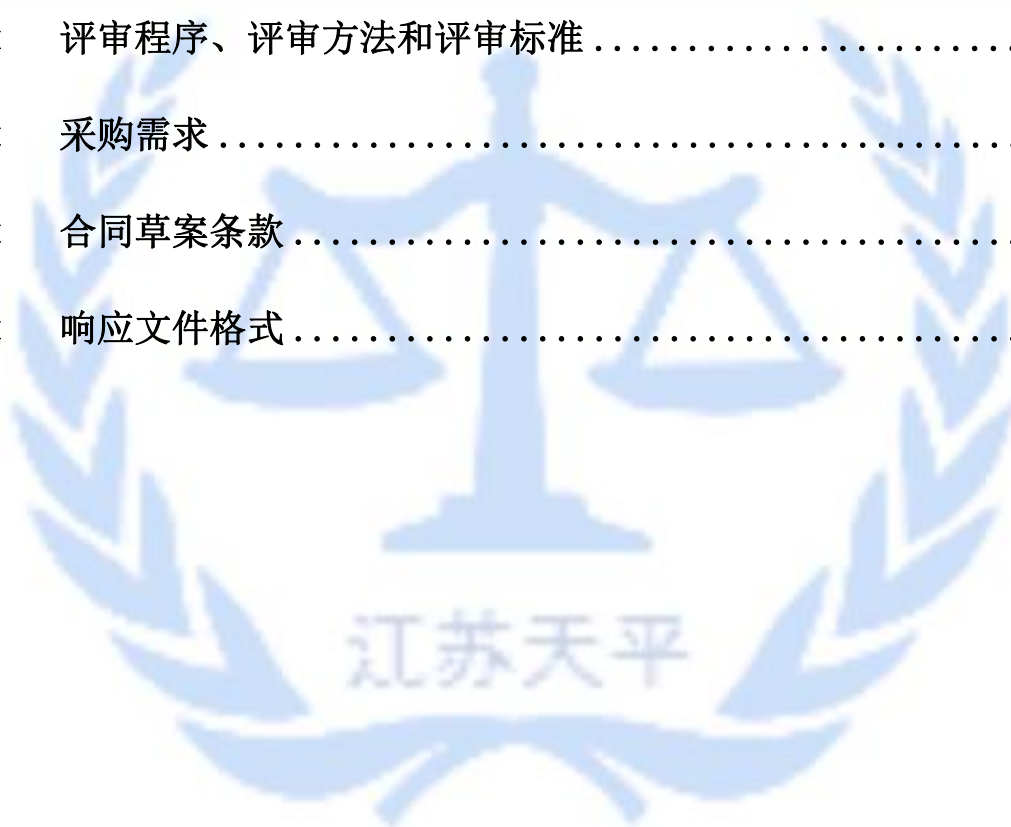 评审程序、评审方法和评审标准......................
采购需求..........................................
合同草案条款......................................
响应文件格式......................................
江苏天平